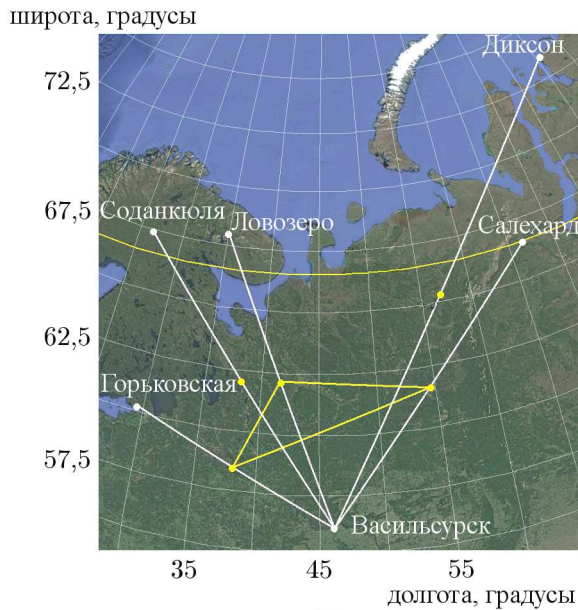 широта, градусы
Диксон
72,5
67,5
Соданкюля
Ловозеро
Салехард
62,5
Горьковская
57,5
Васильсурск
35 45 55
долгота, градусы